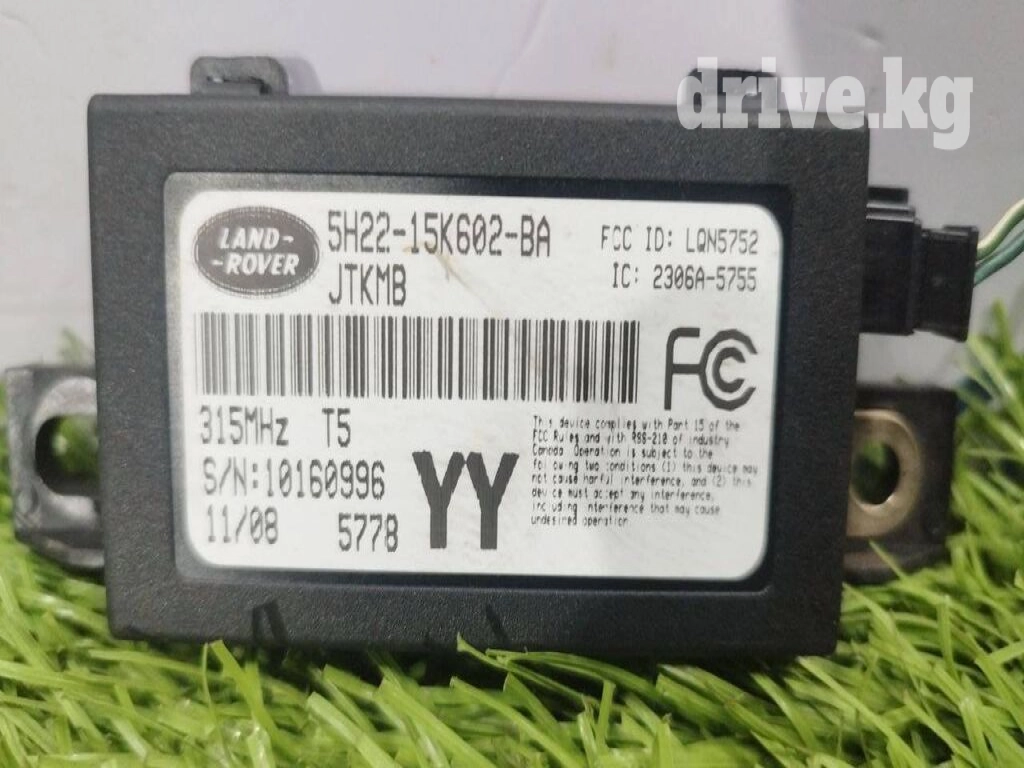 drive.kg
LAND-
-ROVER
5H22-15K602-BA
JTKMB
FCC ID: LQN5752
IC: 2306A-5755
FC
315MHz T5
S/N:10160996
11/08 5778
YY
This device complies with Part 15 of the
FCC Rules and with RSS-210 of industry
Canada Operation is subject to the
following two conditions (1) this device may
not cause harful interference, and (2) this
device must accept any interference,
including interference that may cause
undesired operation.